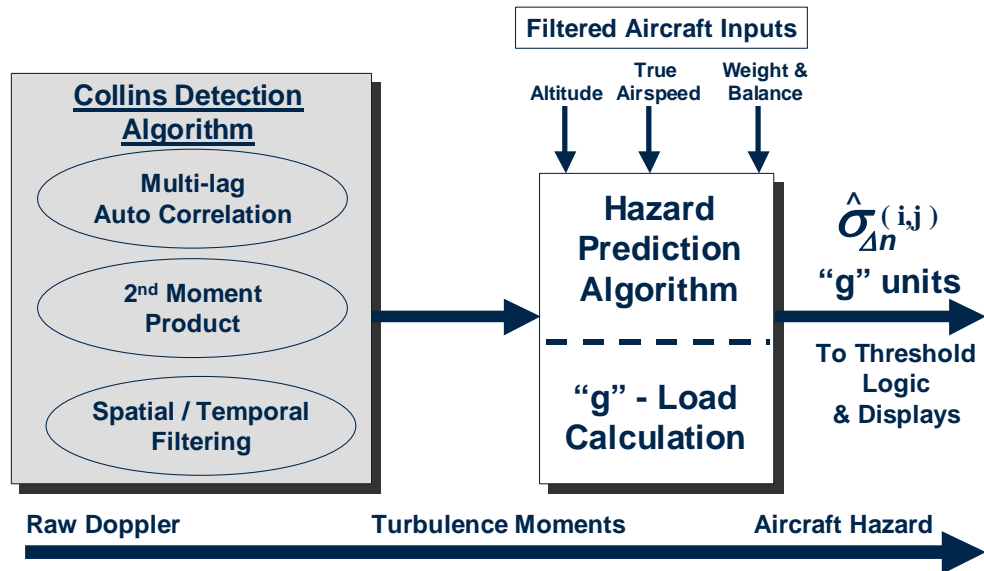 Filtered Aircraft Inputs
Altitude
True
Airspeed
Weight &
Balance
Collins Detection
Algorithm
Multi-lag
Auto Correlation
2nd Moment
Product
Spatial / Temporal
Filtering
Hazard
Prediction
Algorithm
“g” - Load
Calculation
σ̂Δn(i,j)
“g” units
To Threshold
Logic
& Displays
Raw Doppler
Turbulence Moments
Aircraft Hazard